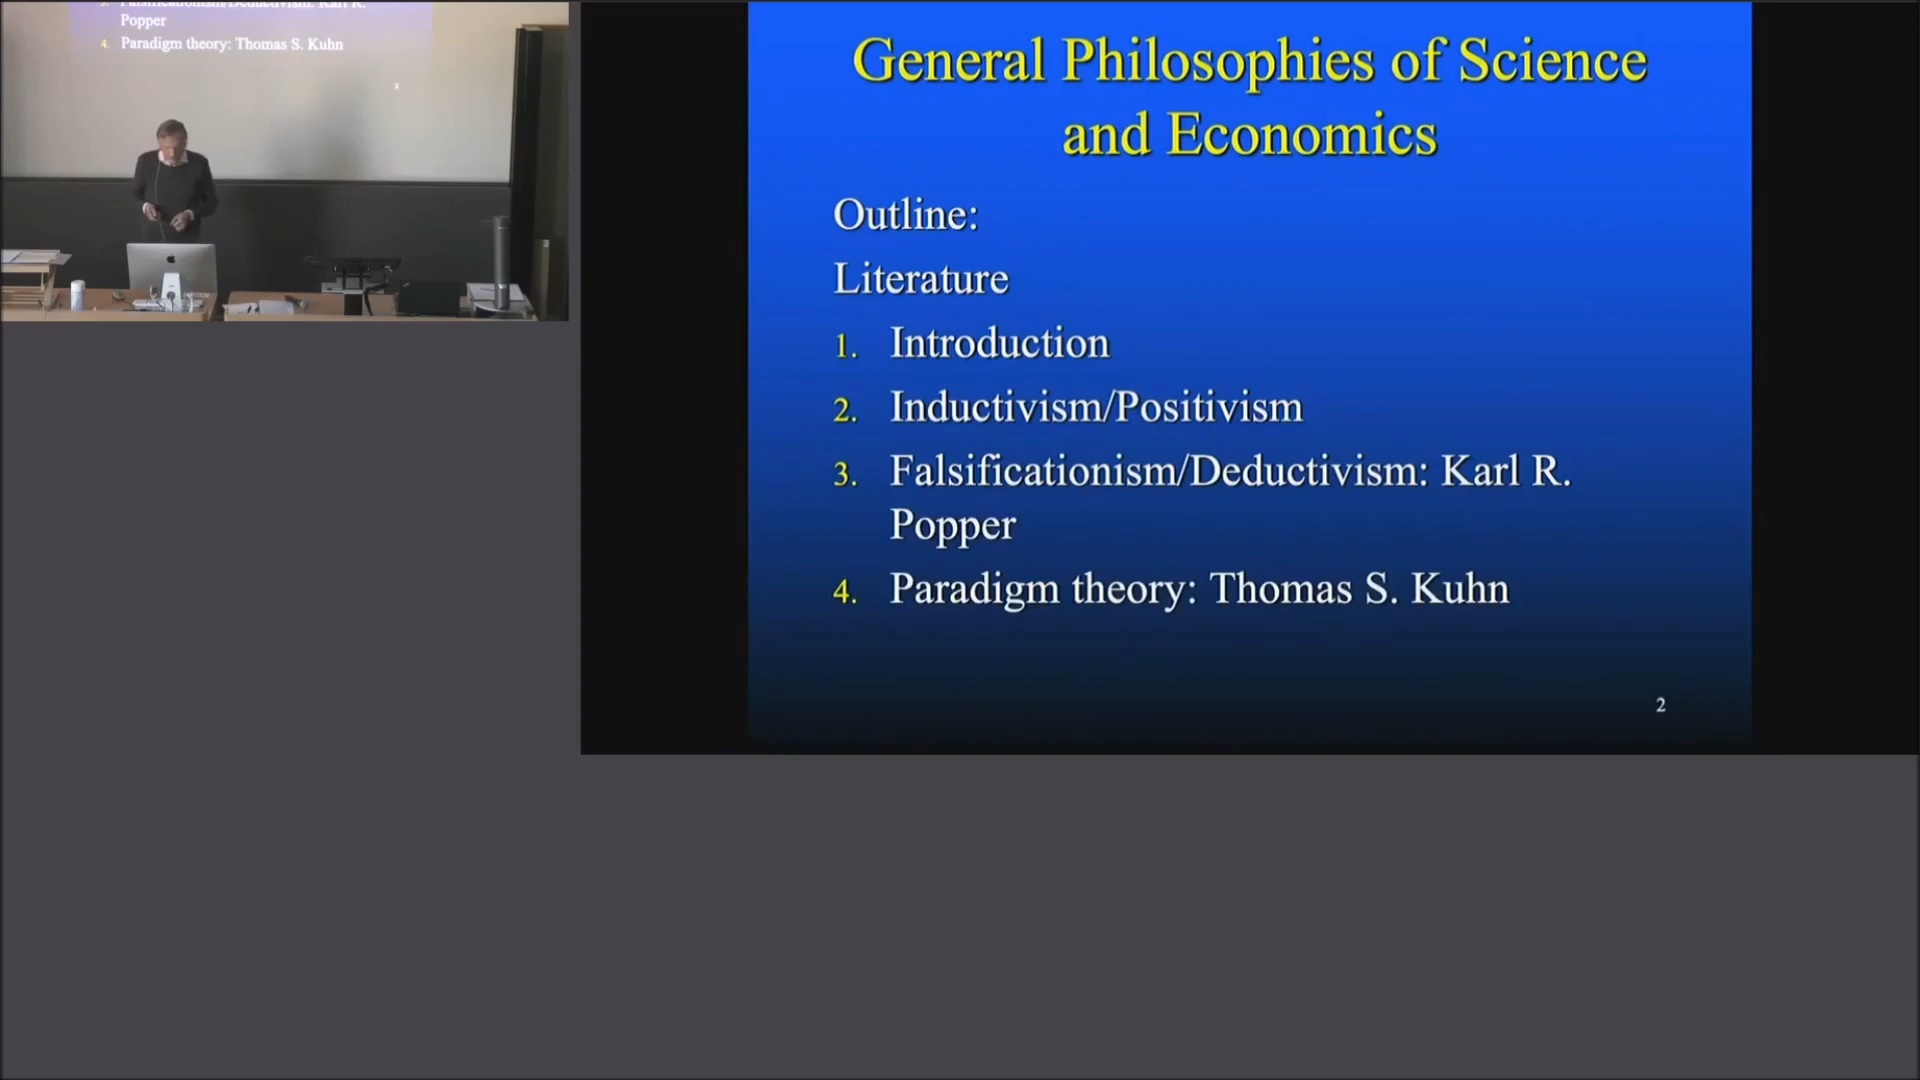 Popper
4. Paradigm theory: Thomas S. Kuhn
General Philosophies of Science
and Economics
Outline:
Literature
1. Introduction
2. Inductivism/Positivism
3. Falsificationism/Deductivism: Karl R.
Popper
4. Paradigm theory: Thomas S. Kuhn
2